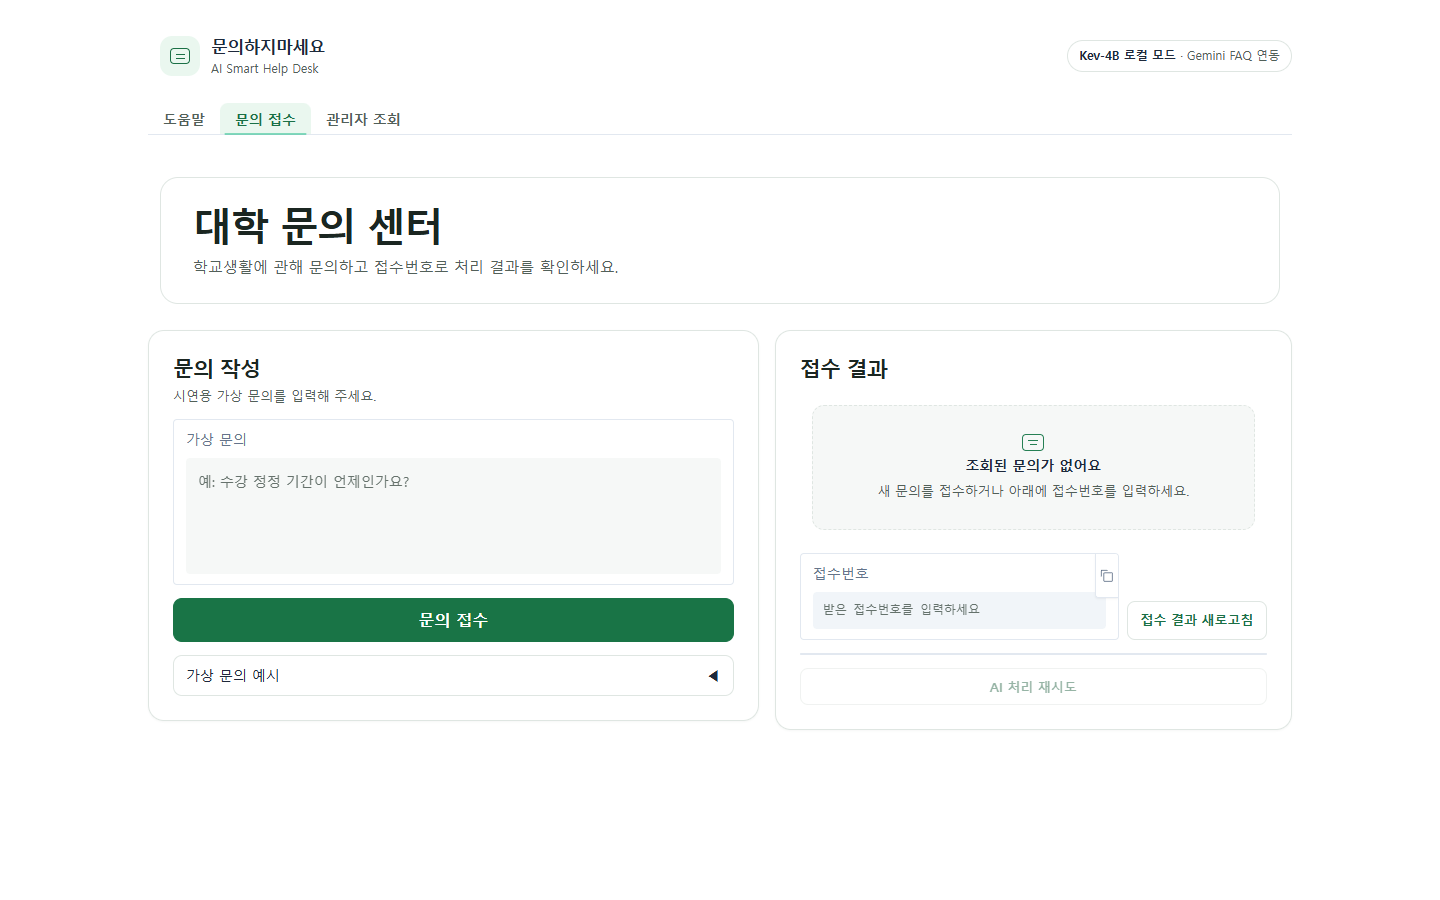 문의하지마세요
AI Smart Help Desk
Kev-4B 로컬 모드 · Gemini FAQ 연동
도움말
문의 접수
관리자 조회
대학 문의 센터
학교생활에 관해 문의하고 접수번호로 처리 결과를 확인하세요.
문의 작성
시연용 가상 문의를 입력해 주세요.
가상 문의
예: 수강 정정 기간이 언제인가요?
문의 접수
가상 문의 예시
접수 결과
조회된 문의가 없어요
새 문의를 접수하거나 아래에 접수번호를 입력하세요.
접수번호
받은 접수번호를 입력하세요
접수 결과 새로고침
AI 처리 재시도